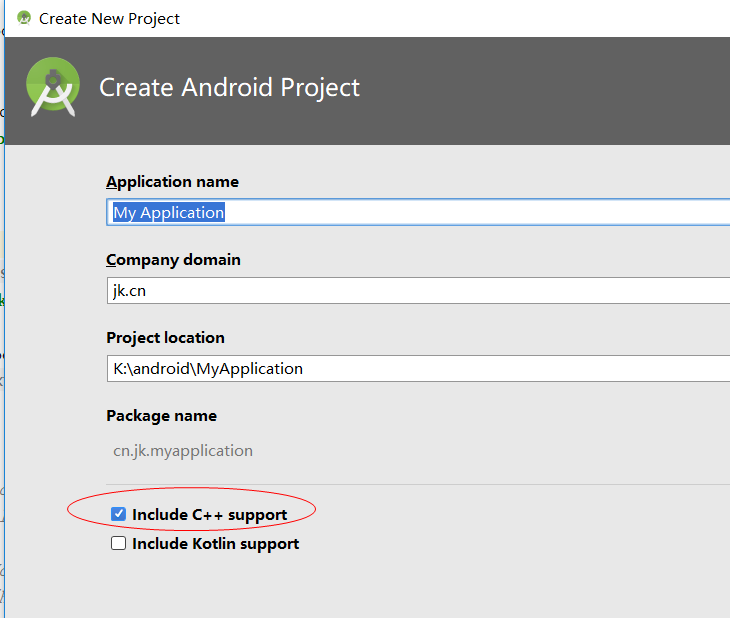 Create New Project
Create Android Project
Application name
My Application
Company domain
jk.cn
Project location
K:\android\MyApplication
Package name
cn.jk.myapplication
Include C++ support
Include Kotlin support